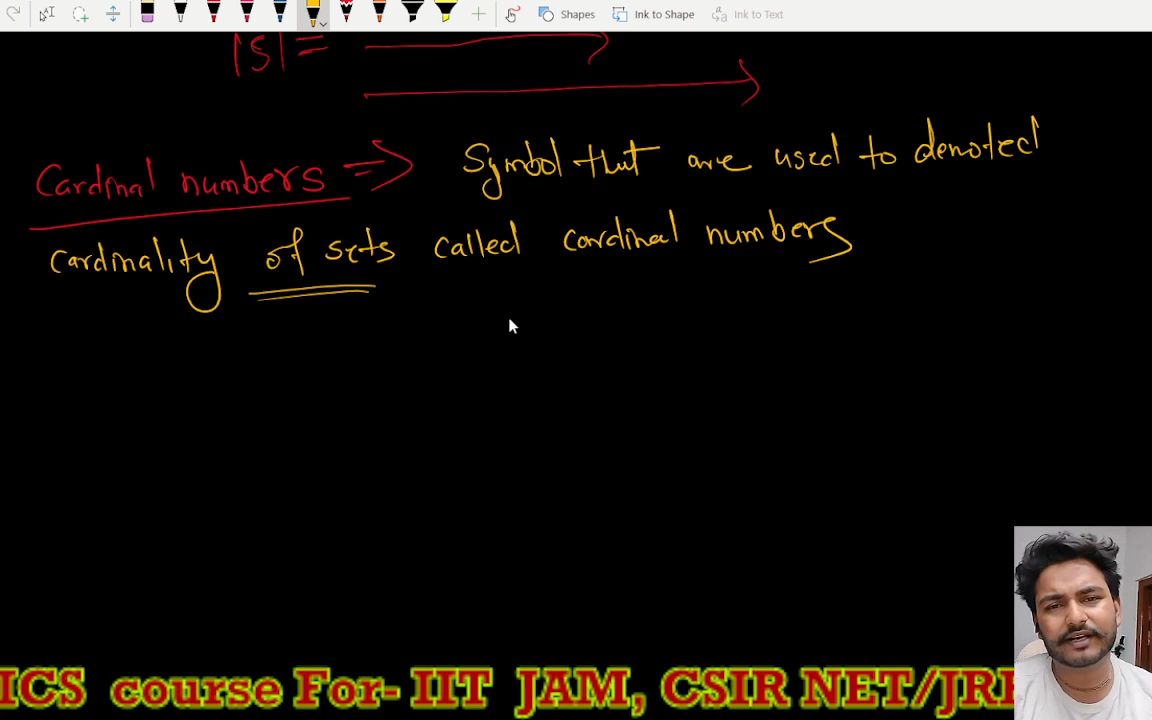 Shapes Ink to Shape Ink to Text
|S| =
Cardinal numbers => Symbol that are used to denoted
cardinality of sets called cardinal numbers
ICS course For- IIT JAM, CSIR NET/JRF